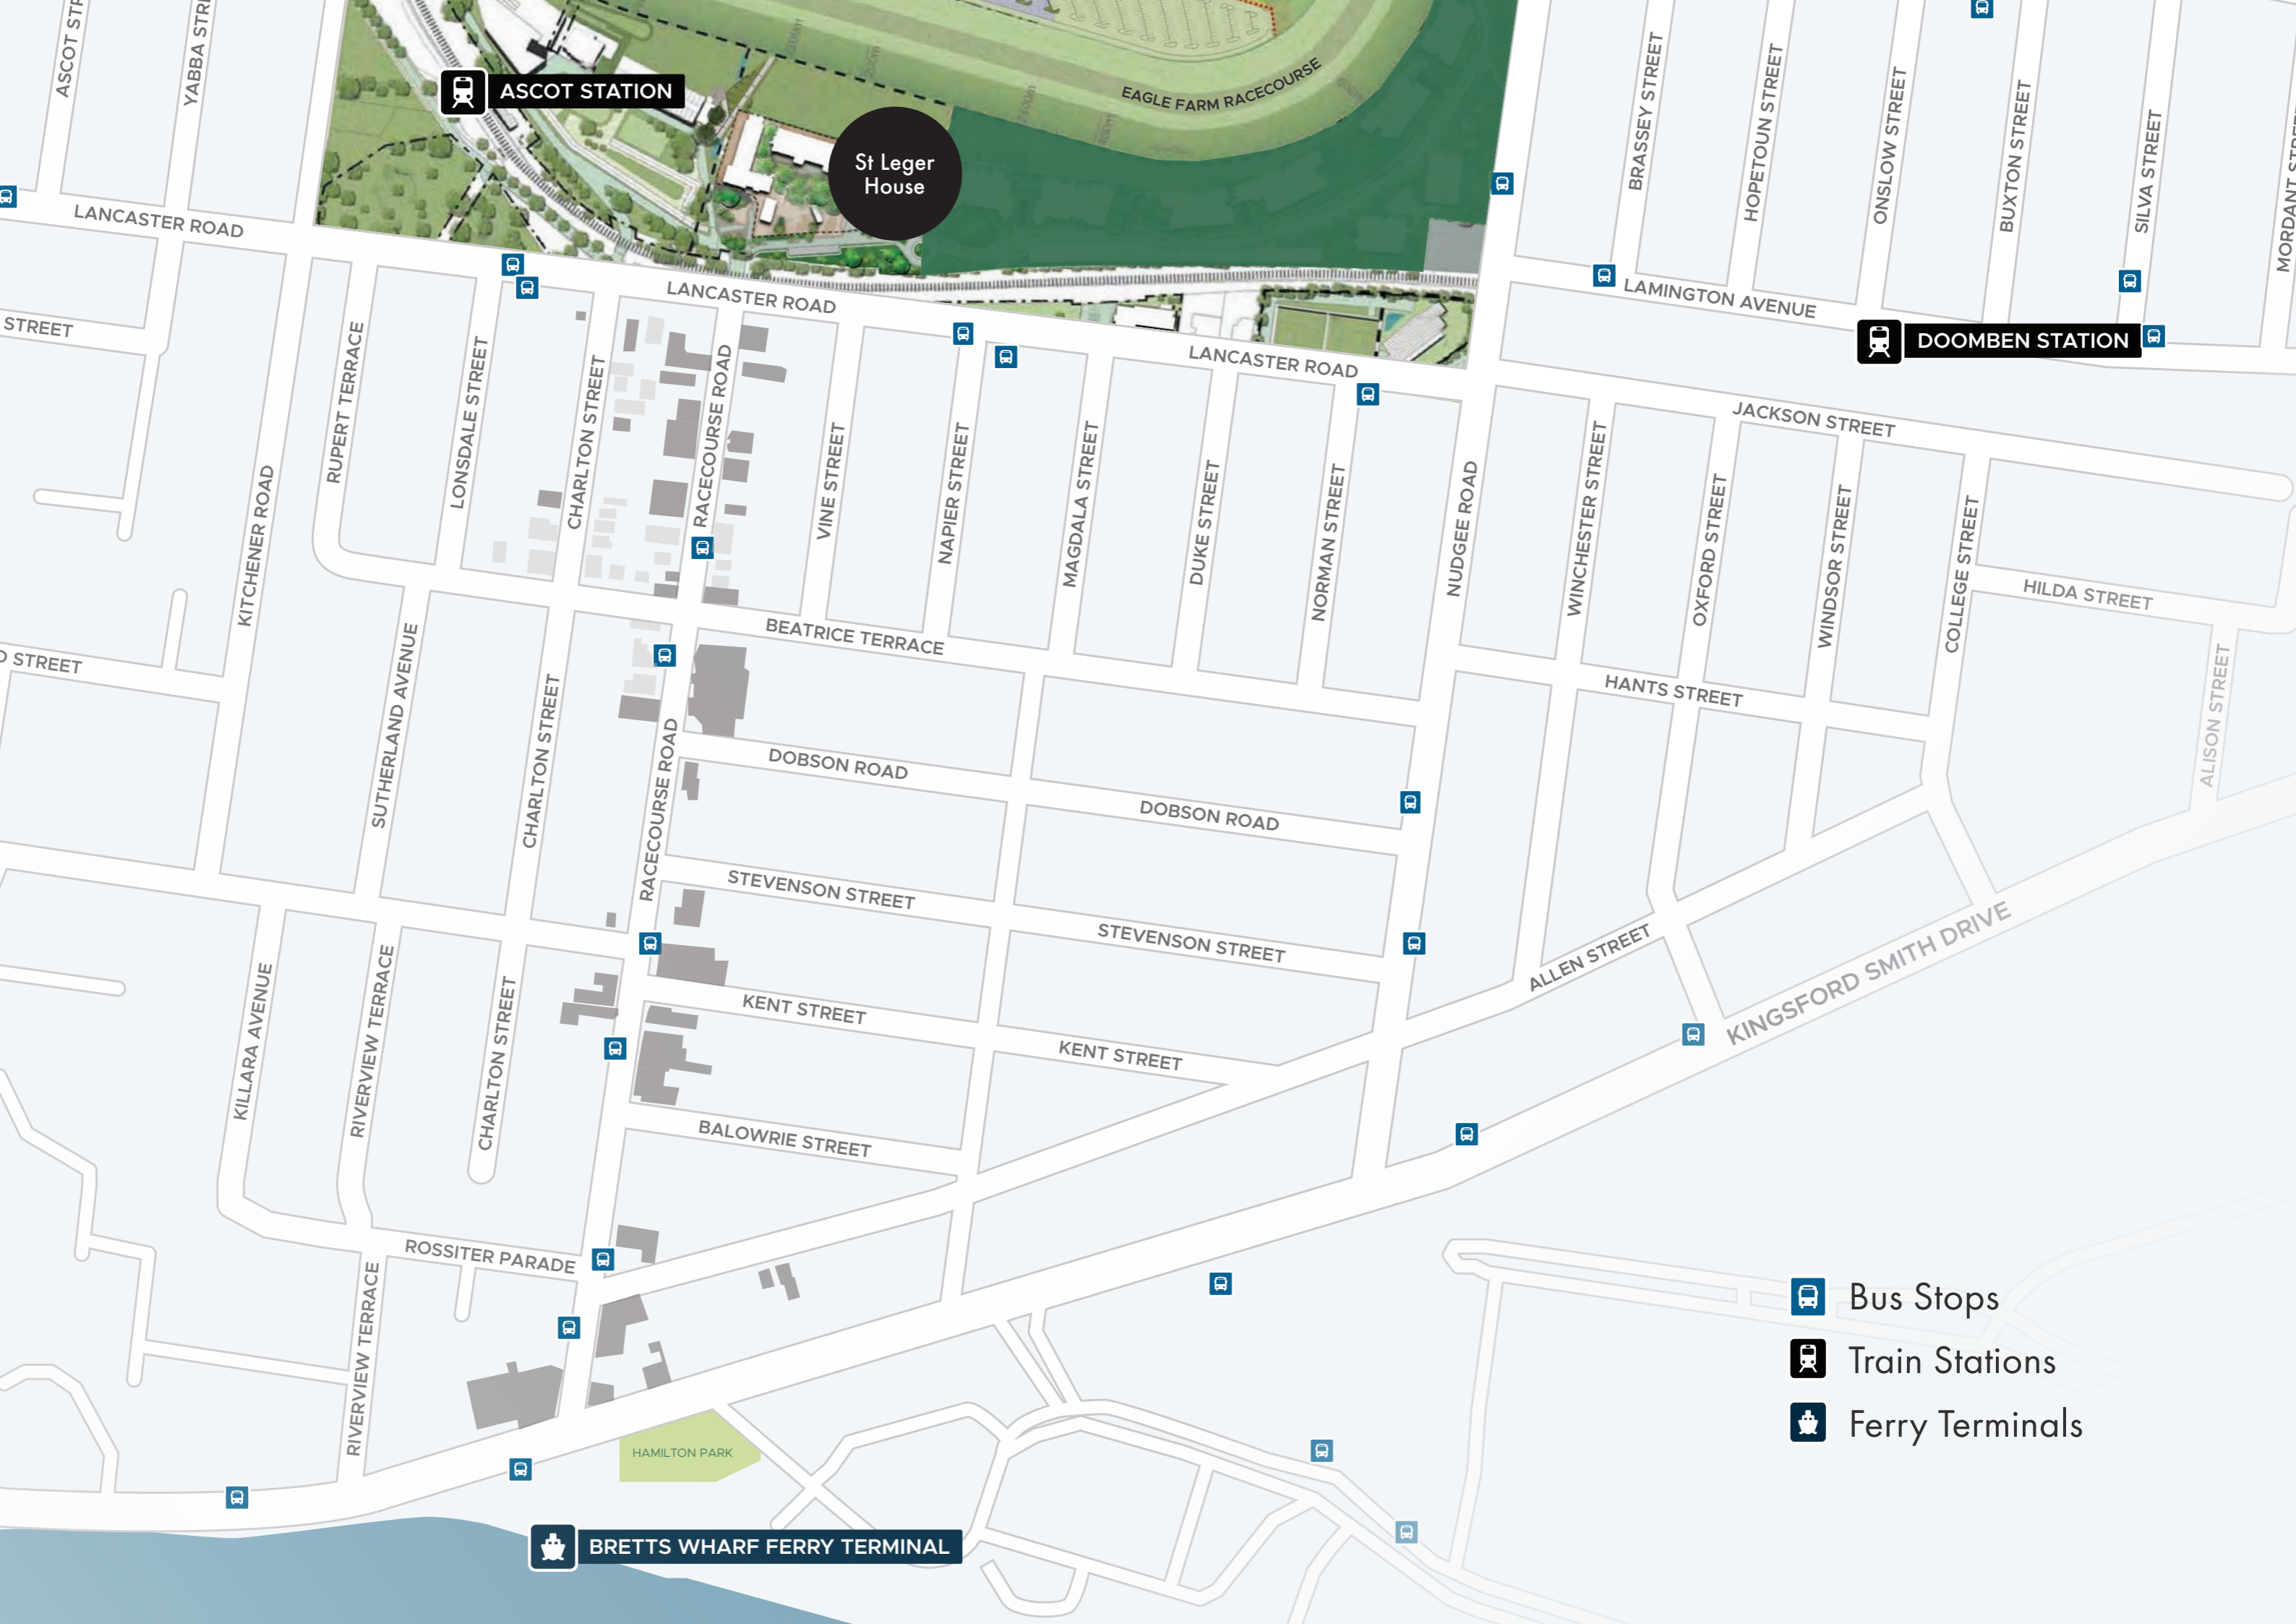 ASCOT STR
YABBA STRE
ASCOT STATION
EAGLE FARM RACECOURSE
St Leger
House
BRASSEY STREET
HOPETOUN STREET
ONSLOW STREET
BUXTON STREET
SILVA STREET
MORDANT STREE
LANCASTER ROAD
LANCASTER ROAD
LANCASTER ROAD
LAMINGTON AVENUE
DOOMBEN STATION
STREET
RUPERT TERRACE
LONSDALE STREET
CHARLTON STREET
RACECOURSE ROAD
VINE STREET
NAPIER STREET
MAGDALA STREET
DUKE STREET
NORMAN STREET
NUDGEE ROAD
WINCHESTER STREET
OXFORD STREET
WINDSOR STREET
COLLEGE STREET
JACKSON STREET
HILDA STREET
KITCHENER ROAD
D STREET
SUTHERLAND AVENUE
CHARLTON STREET
BEATRICE TERRACE
HANTS STREET
ALISON STREET
RACECOURSE ROAD
DOBSON ROAD
DOBSON ROAD
STEVENSON STREET
STEVENSON STREET
ALLEN STREET
KINGSFORD SMITH DRIVE
KILLARA AVENUE
RIVERVIEW TERRACE
CHARLTON STREET
KENT STREET
KENT STREET
BALOWRIE STREET
ROSSITER PARADE
RIVERVIEW TERRACE
HAMILTON PARK
BRETTS WHARF FERRY TERMINAL
Bus Stops
Train Stations
Ferry Terminals